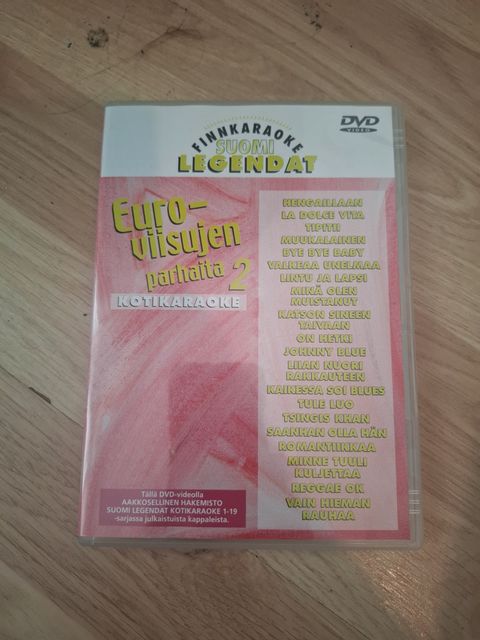 FINNKARAOKE
SUOMI
LEGENDAT
DVD
VIDEO
Euro-
viisujen
parhaita 2
KOTIKARAOKE
HENGAILLAAN
LA DOLCE VITA
TIPITII
MUUKALAINEN
BYE BYE BABY
VALKEAA UNELMAA
LINTU JA LAPSI
MINÄ OLEN
MUISTANUT
KATSON SINEEN
TAIVAAN
ON HETKI
JOHNNY BLUE
LIIAN NUORI
RAKKAUTEEN
KAIKESSA SOI BLUES
TULE LUO
TSINGIS KHAN
SAANHAN OLLA HÄN
ROMANTIIKKAA
MINNE TUULI
KULJETTAA
REGGAE OK
VAIN HIEMAN
RAUHAA
Tällä DVD-videolla
AAKKOSELLINEN HAKEMISTO
SUOMI LEGENDAT KOTIKARAOKE 1-19
-sarjassa julkaistuista kappaleista.